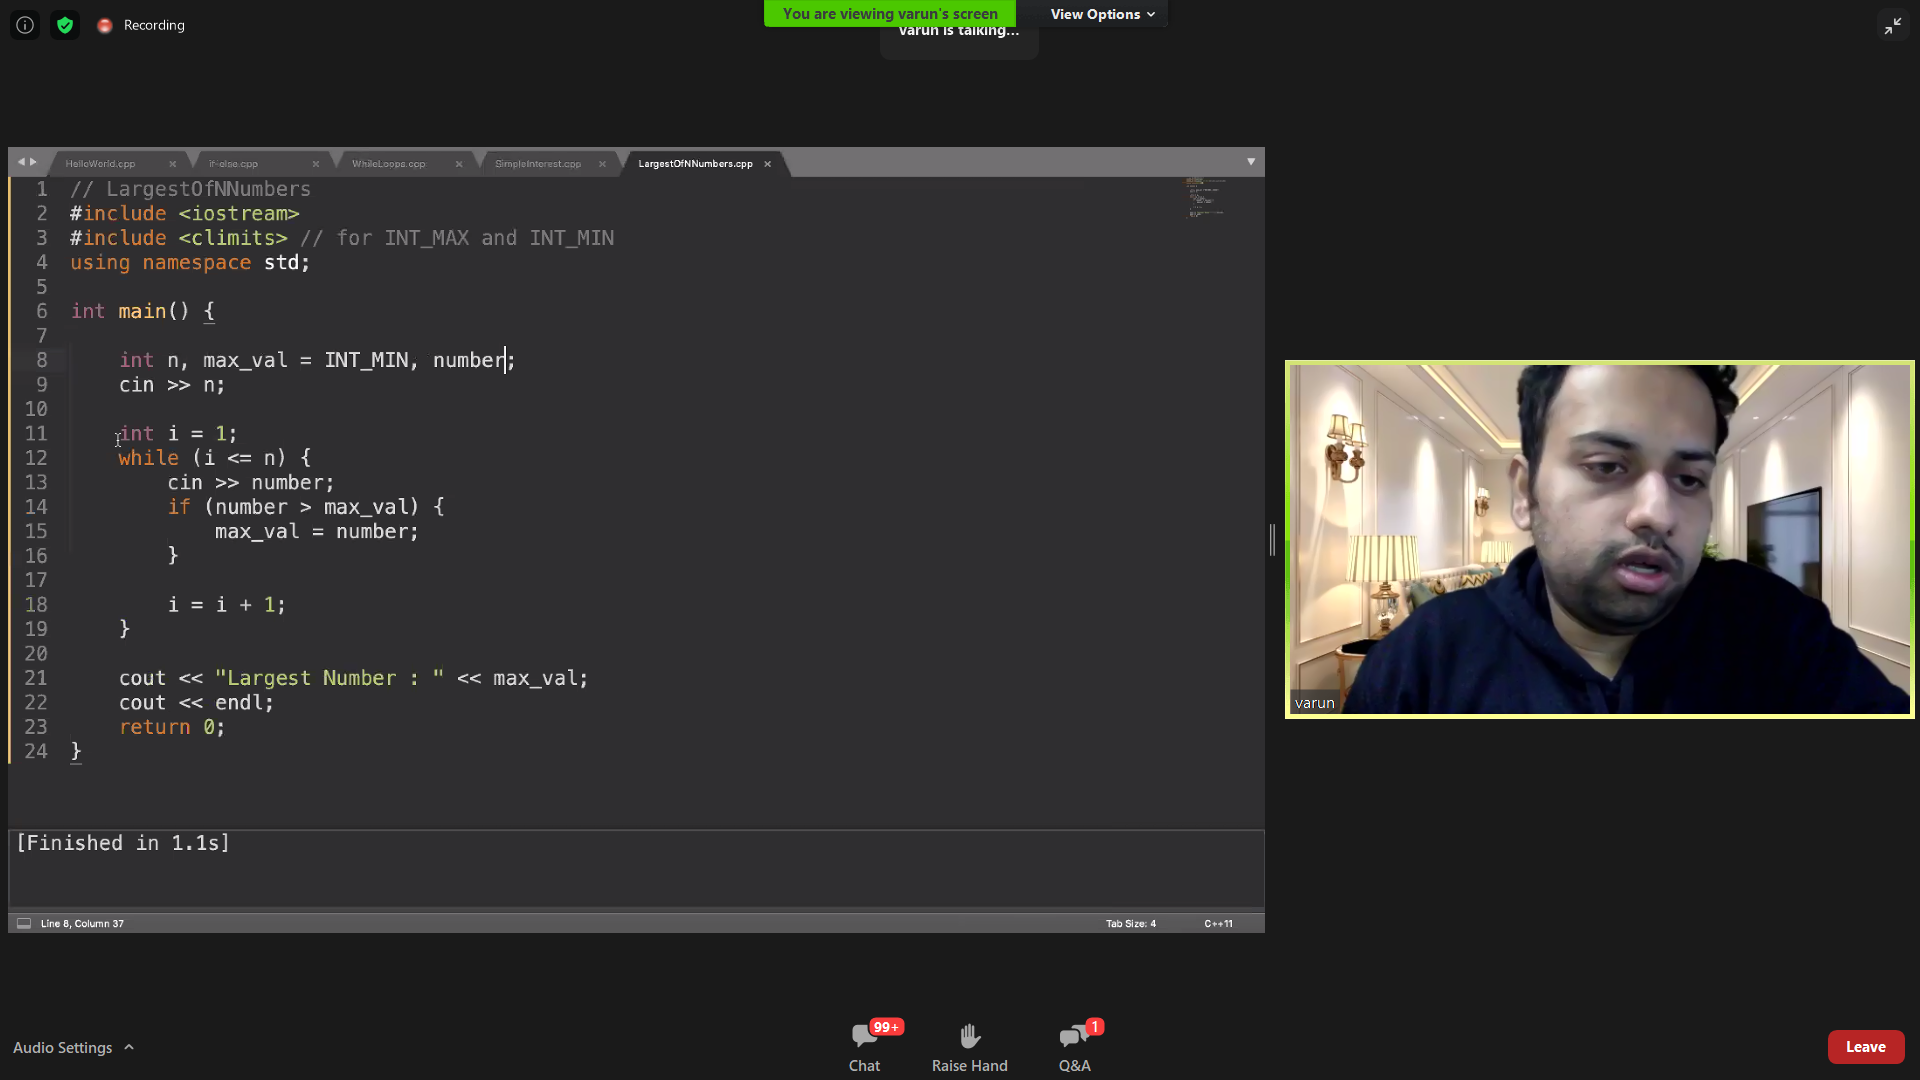 Recording
You are viewing varun's screen
View Options
varun is talking...
HelloWorld.cpp
if-else.cpp
WhileLoops.cpp
SimpleInterest.cpp
LargestOfNNumbers.cpp
1 // LargestOfNNumbers
2 #include <iostream>
3 #include <climits> // for INT_MAX and INT_MIN
4 using namespace std;
5
6 int main() {
7
8 int n, max_val = INT_MIN, number;
9 cin >> n;
10
11 int i = 1;
12 while (i <= n) {
13 cin >> number;
14 if (number > max_val) {
15 max_val = number;
16 }
17
18 i = i + 1;
19 }
20
21 cout << "Largest Number : " << max_val;
22 cout << endl;
23 return 0;
24 }
[Finished in 1.1s]
Line 8, Column 37
Tab Size: 4
C++11
varun
Audio Settings
99+
Chat
Raise Hand
1
Q&A
Leave